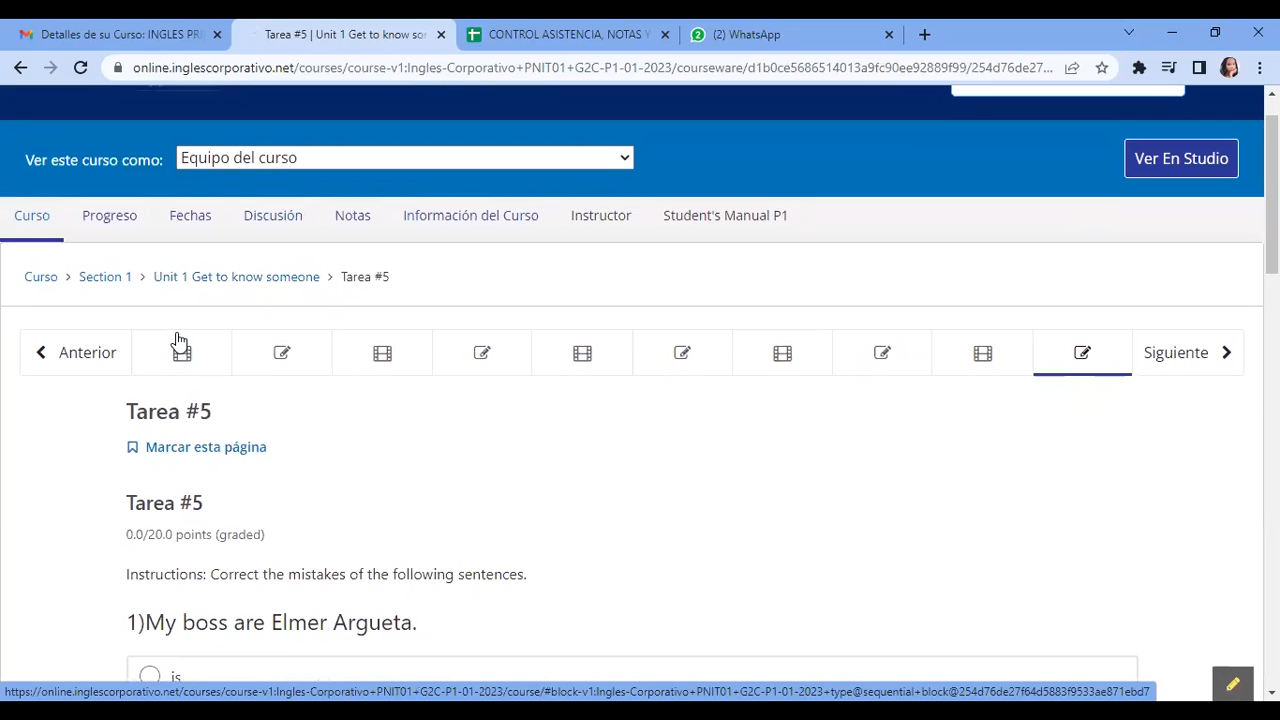 Detalles de su Curso: INGLES PRI
Tarea #5 | Unit 1 Get to know sor
CONTROL ASISTENCIA, NOTAS Y
(2) WhatsApp
online.inglescorporativo.net/courses/course-v1:Ingles-Corporativo+PNIT01+G2C-P1-01-2023/courseware/d1b0ce5686514013a9fc90ee92889f99/254d76de27...
Ver este curso como:
Equipo del curso
Ver En Studio
Curso
Progreso
Fechas
Discusión
Notas
Información del Curso
Instructor
Student's Manual P1
Curso > Section 1 > Unit 1 Get to know someone > Tarea #5
Anterior
Siguiente
Tarea #5
Marcar esta página
Tarea #5
0.0/20.0 points (graded)
Instructions: Correct the mistakes of the following sentences.
1)My boss are Elmer Argueta.
is
https://online.inglescorporativo.net/courses/course-v1:Ingles-Corporativo+PNIT01+G2C-P1-01-2023/course/#block-v1:Ingles-Corporativo+PNIT01+G2C-P1-01-2023+type@sequential+block@254d76de27f64d5883f9533ae871ebd7